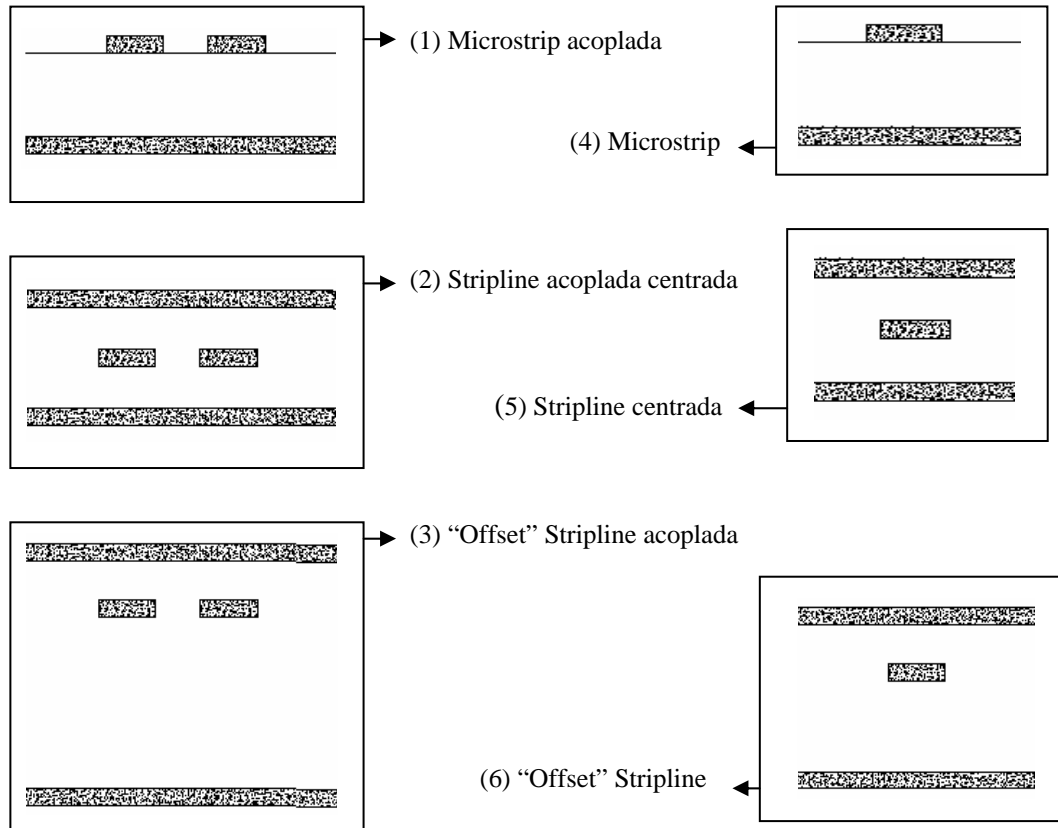 (1) Microstrip acoplada
(4) Microstrip
(2) Stripline acoplada centrada
(5) Stripline centrada
(3) “Offset” Stripline acoplada
(6) “Offset” Stripline